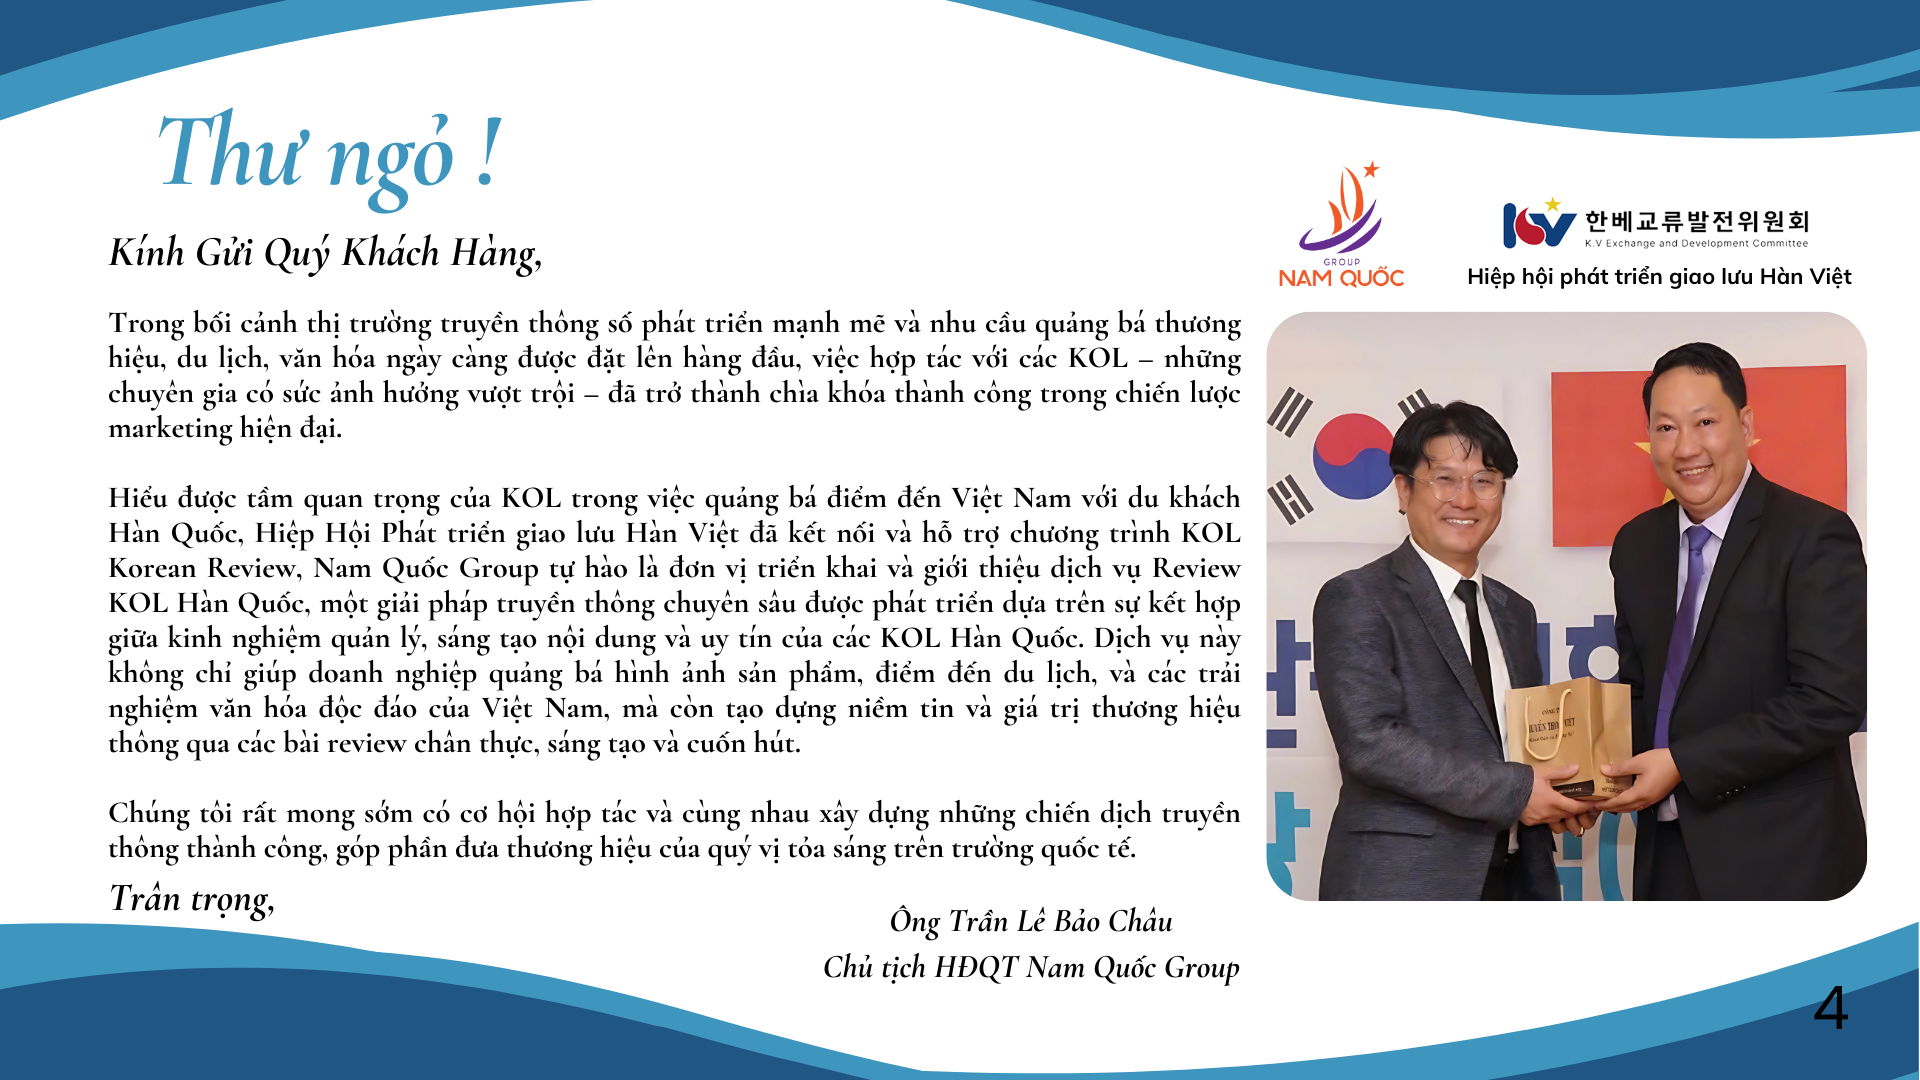 Thư ngỏ !
Kính Gửi Quý Khách Hàng,
Trong bối cảnh thị trường truyền thông số phát triển mạnh mẽ và nhu cầu quảng bá thương
hiệu, du lịch, văn hóa ngày càng được đặt lên hàng đầu, việc hợp tác với các KOL – những
chuyên gia có sức ảnh hưởng vượt trội – đã trở thành chìa khóa thành công trong chiến lược
marketing hiện đại.
Hiểu được tầm quan trọng của KOL trong việc quảng bá điểm đến Việt Nam với du khách
Hàn Quốc, Hiệp Hội Phát triển giao lưu Hàn Việt đã kết nối và hỗ trợ chương trình KOL
Korean Review, Nam Quốc Group tự hào là đơn vị triển khai và giới thiệu dịch vụ Review
KOL Hàn Quốc, một giải pháp truyền thông chuyên sâu được phát triển dựa trên sự kết hợp
giữa kinh nghiệm quản lý, sáng tạo nội dung và uy tín của các KOL Hàn Quốc. Dịch vụ này
không chỉ giúp doanh nghiệp quảng bá hình ảnh sản phẩm, điểm đến du lịch, và các trải
nghiệm văn hóa độc đáo của Việt Nam, mà còn tạo dựng niềm tin và giá trị thương hiệu
thông qua các bài review chân thực, sáng tạo và cuốn hút.
Chúng tôi rất mong sớm có cơ hội hợp tác và cùng nhau xây dựng những chiến dịch truyền
thông thành công, góp phần đưa thương hiệu của quý vị tỏa sáng trên trường quốc tế.
Trân trọng,
Ông Trần Lê Bảo Châu
Chủ tịch HĐQT Nam Quốc Group
GROUP
NAM QUỐC
KV 한베교류발전위원회
K.V Exchange and Development Committee
Hiệp hội phát triển giao lưu Hàn Việt
4